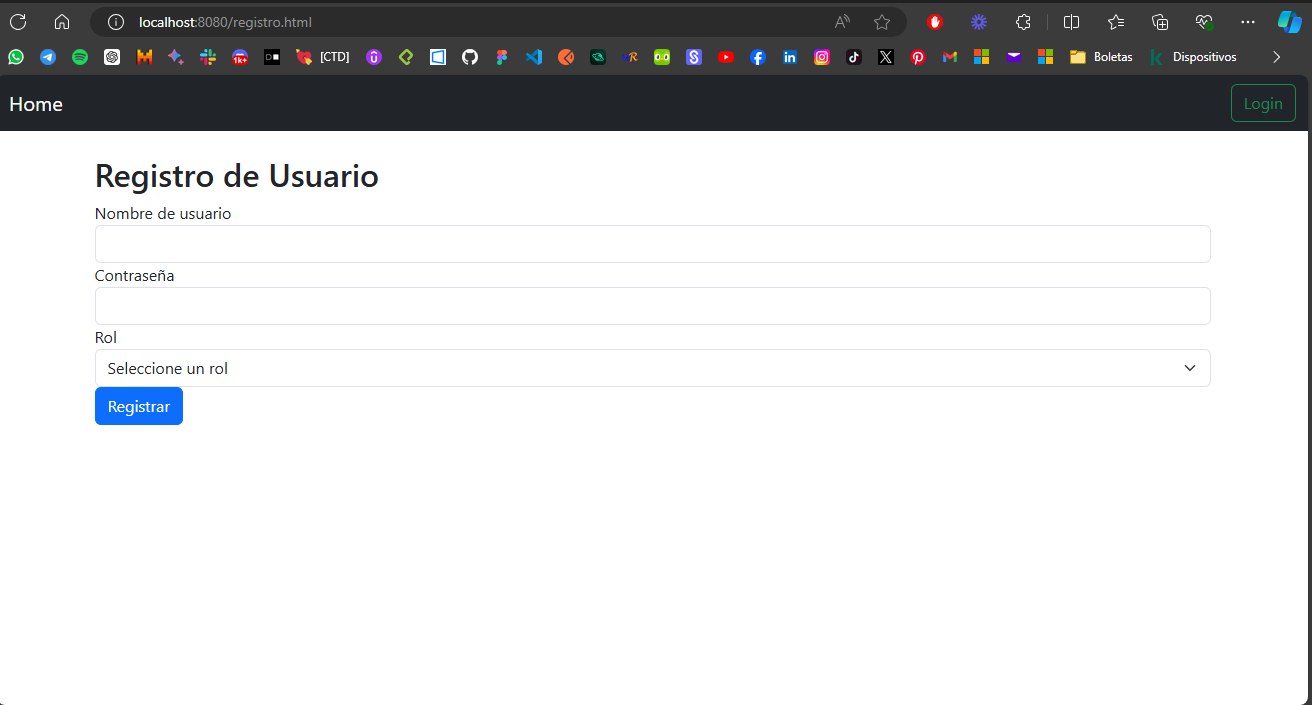 localhost:8080/registro.html
1k+ [CTD] Boletas Dispositivos
Home
Login
Registro de Usuario
Nombre de usuario
Contraseña
Rol
Seleccione un rol
Registrar